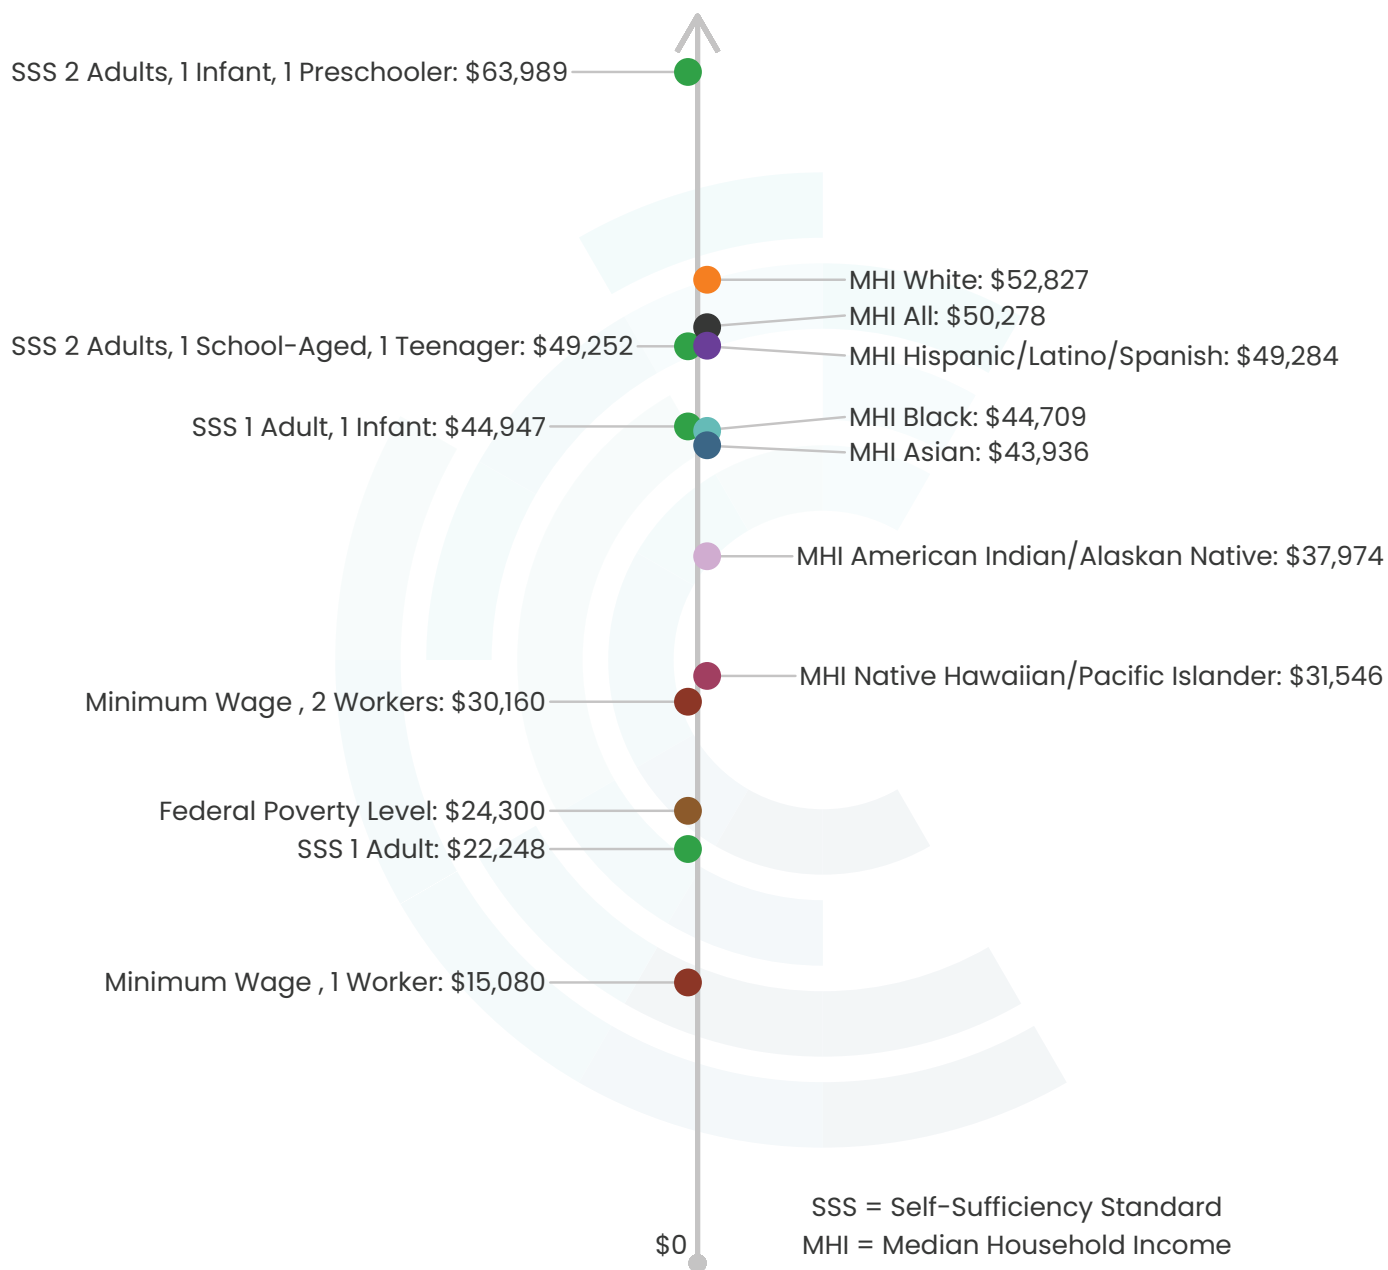 SSS 2 Adults, 1 Infant, 1 Preschooler: $63,989
MHI White: $52,827
MHI All: $50,278
SSS 2 Adults, 1 School-Aged, 1 Teenager: $49,252
MHI Hispanic/Latino/Spanish: $49,284
MHI Black: $44,709
SSS 1 Adult, 1 Infant: $44,947
MHI Asian: $43,936
MHI American Indian/Alaskan Native: $37,974
MHI Native Hawaiian/Pacific Islander: $31,546
Minimum Wage , 2 Workers: $30,160
Federal Poverty Level: $24,300
SSS 1 Adult: $22,248
Minimum Wage , 1 Worker: $15,080
SSS = Self-Sufficiency Standard
$0
MHI = Median Household Income